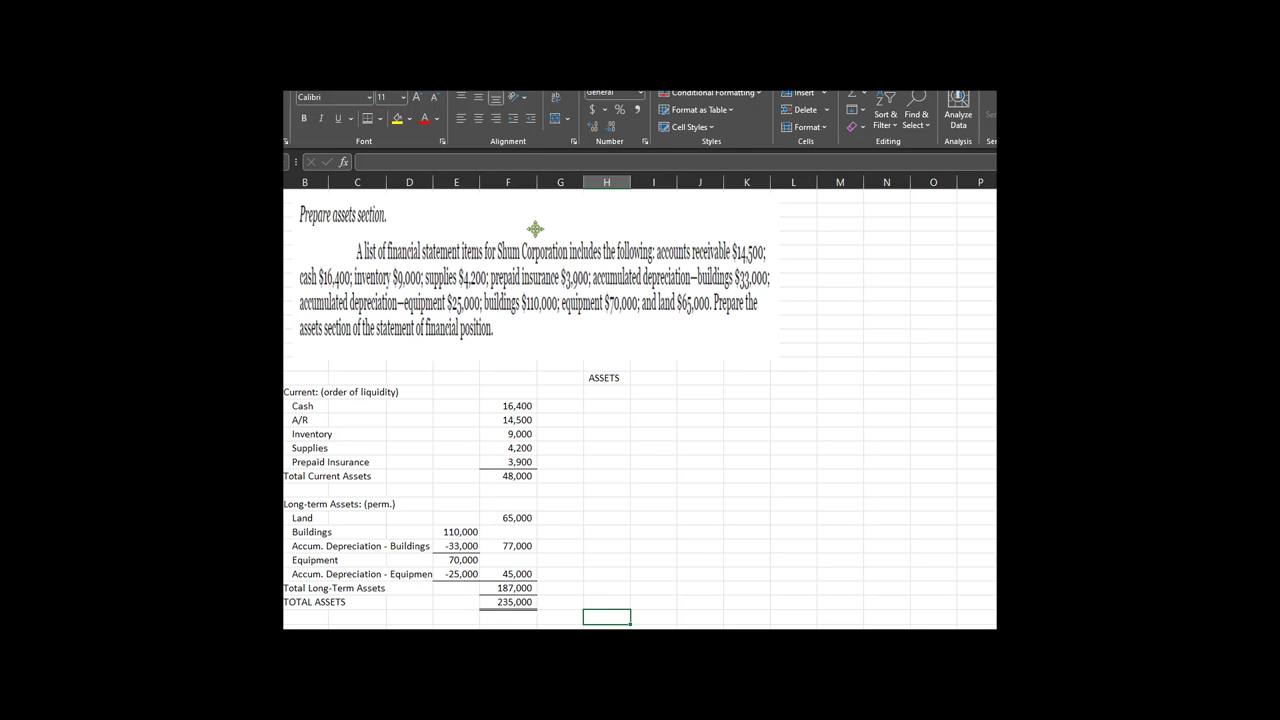 Calibri 11 A A General Conditional Formatting Insert
$ % Format as Table Delete Sort & Find & Analyze
B I U A Cell Styles Format Filter Select Data
Font Alignment Number Styles Cells Editing Analysis
fx
B C D E F G H I J K L M N O P
Prepare assets section.
A list of financial statement items for Shum Corporation includes the following: accounts receivable $14,500;
cash $16,400; inventory $9,000; supplies $4,200; prepaid insurance $3,900; accumulated depreciation—buildings $33,000;
accumulated depreciation—equipment $25,000; buildings $110,000; equipment $70,000; and land $65,000. Prepare the
assets section of the statement of financial position.
ASSETS
Current: (order of liquidity)
Cash 16,400
A/R 14,500
Inventory 9,000
Supplies 4,200
Prepaid Insurance 3,900
Total Current Assets 48,000
Long-term Assets: (perm.)
Land 65,000
Buildings 110,000
Accum. Depreciation - Buildings -33,000 77,000
Equipment 70,000
Accum. Depreciation - Equipmen -25,000 45,000
Total Long-Term Assets 187,000
TOTAL ASSETS 235,000